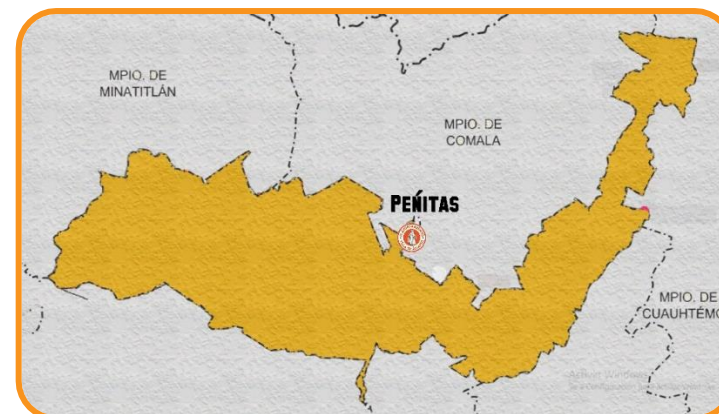 MPIO. DE
MINATITLÁN
MPIO. DE
COMALA
PEÑITAS
MPIO. DE
CUAUHTÉMO